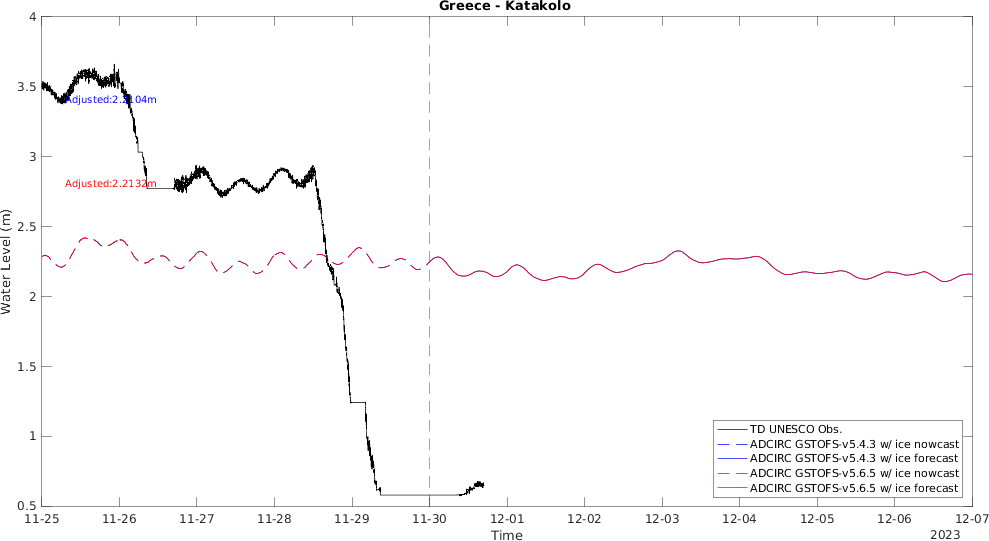 Greece - Katakolo
4
3.5
3
2.5
2
1.5
1
0.5
Water Level (m)
Adjusted:2.2104m
Adjusted:2.2132m
TD UNESCO Obs.
ADCIRC GSTOFS-v5.4.3 w/ ice nowcast
ADCIRC GSTOFS-v5.4.3 w/ ice forecast
ADCIRC GSTOFS-v5.6.5 w/ ice nowcast
ADCIRC GSTOFS-v5.6.5 w/ ice forecast
11-25 11-26 11-27 11-28 11-29 11-30 12-01 12-02 12-03 12-04 12-05 12-06 12-07
Time
2023